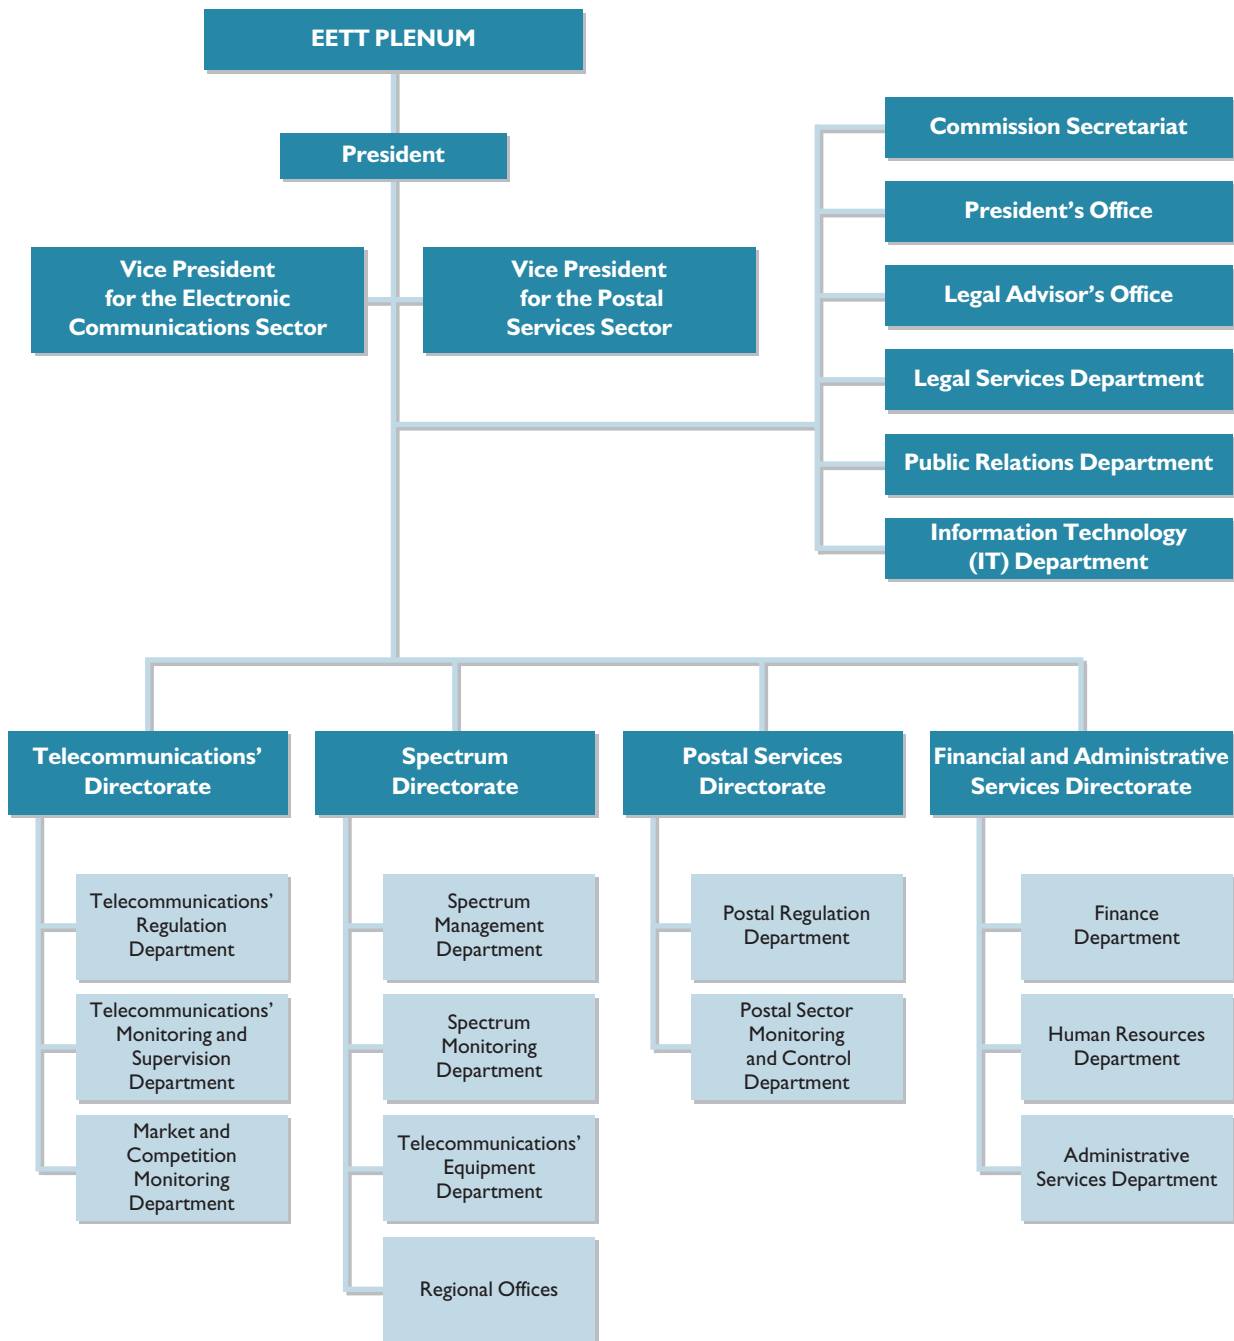 EETT PLENUM
President
Vice President
for the Electronic
Communications Sector
Vice President
for the Postal
Services Sector
Commission Secretariat
President’s Office
Legal Advisor’s Office
Legal Services Department
Public Relations Department
Information Technology
(IT) Department
Telecommunications’
Directorate
Telecommunications’
Regulation
Department
Telecommunications’
Monitoring and
Supervision
Department
Market and
Competition
Monitoring
Department
Spectrum
Directorate
Spectrum
Management
Department
Spectrum
Monitoring
Department
Telecommunications’
Equipment
Department
Regional Offices
Postal Services
Directorate
Postal Regulation
Department
Postal Sector
Monitoring
and Control
Department
Financial and Administrative
Services Directorate
Finance
Department
Human Resources
Department
Administrative
Services Department